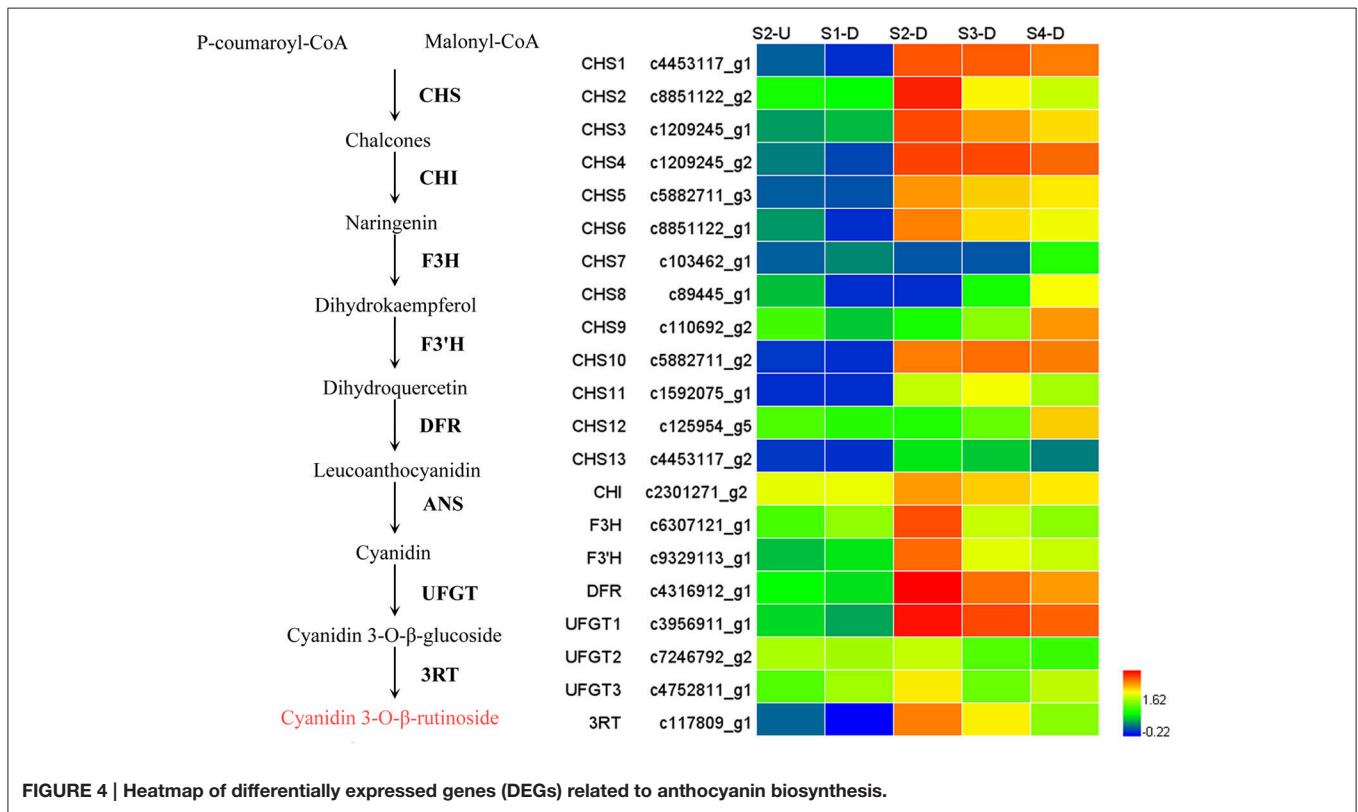 P-coumaroyl-CoA Malonyl-CoA
CHS
Chalcones
CHI
Naringenin
F3H
Dihydrokaempferol
F3'H
Dihydroquercetin
DFR
Leucoanthocyanidin
ANS
Cyanidin
UFGT
Cyanidin 3-O-β-glucoside
3RT
Cyanidin 3-O-β-rutinoside
S2-U S1-D S2-D S3-D S4-D
CHS1 c4453117_g1
CHS2 c8851122_g2
CHS3 c1209245_g1
CHS4 c1209245_g2
CHS5 c5882711_g3
CHS6 c8851122_g1
CHS7 c103462_g1
CHS8 c89445_g1
CHS9 c110692_g2
CHS10 c5882711_g2
CHS11 c1592075_g1
CHS12 c125954_g5
CHS13 c4453117_g2
CHI c2301271_g2
F3H c6307121_g1
F3'H c9329113_g1
DFR c4316912_g1
UFGT1 c3956911_g1
UFGT2 c7246792_g2
UFGT3 c4752811_g1
3RT c117809_g1
1.62
-0.22
FIGURE 4 | Heatmap of differentially expressed genes (DEGs) related to anthocyanin biosynthesis.